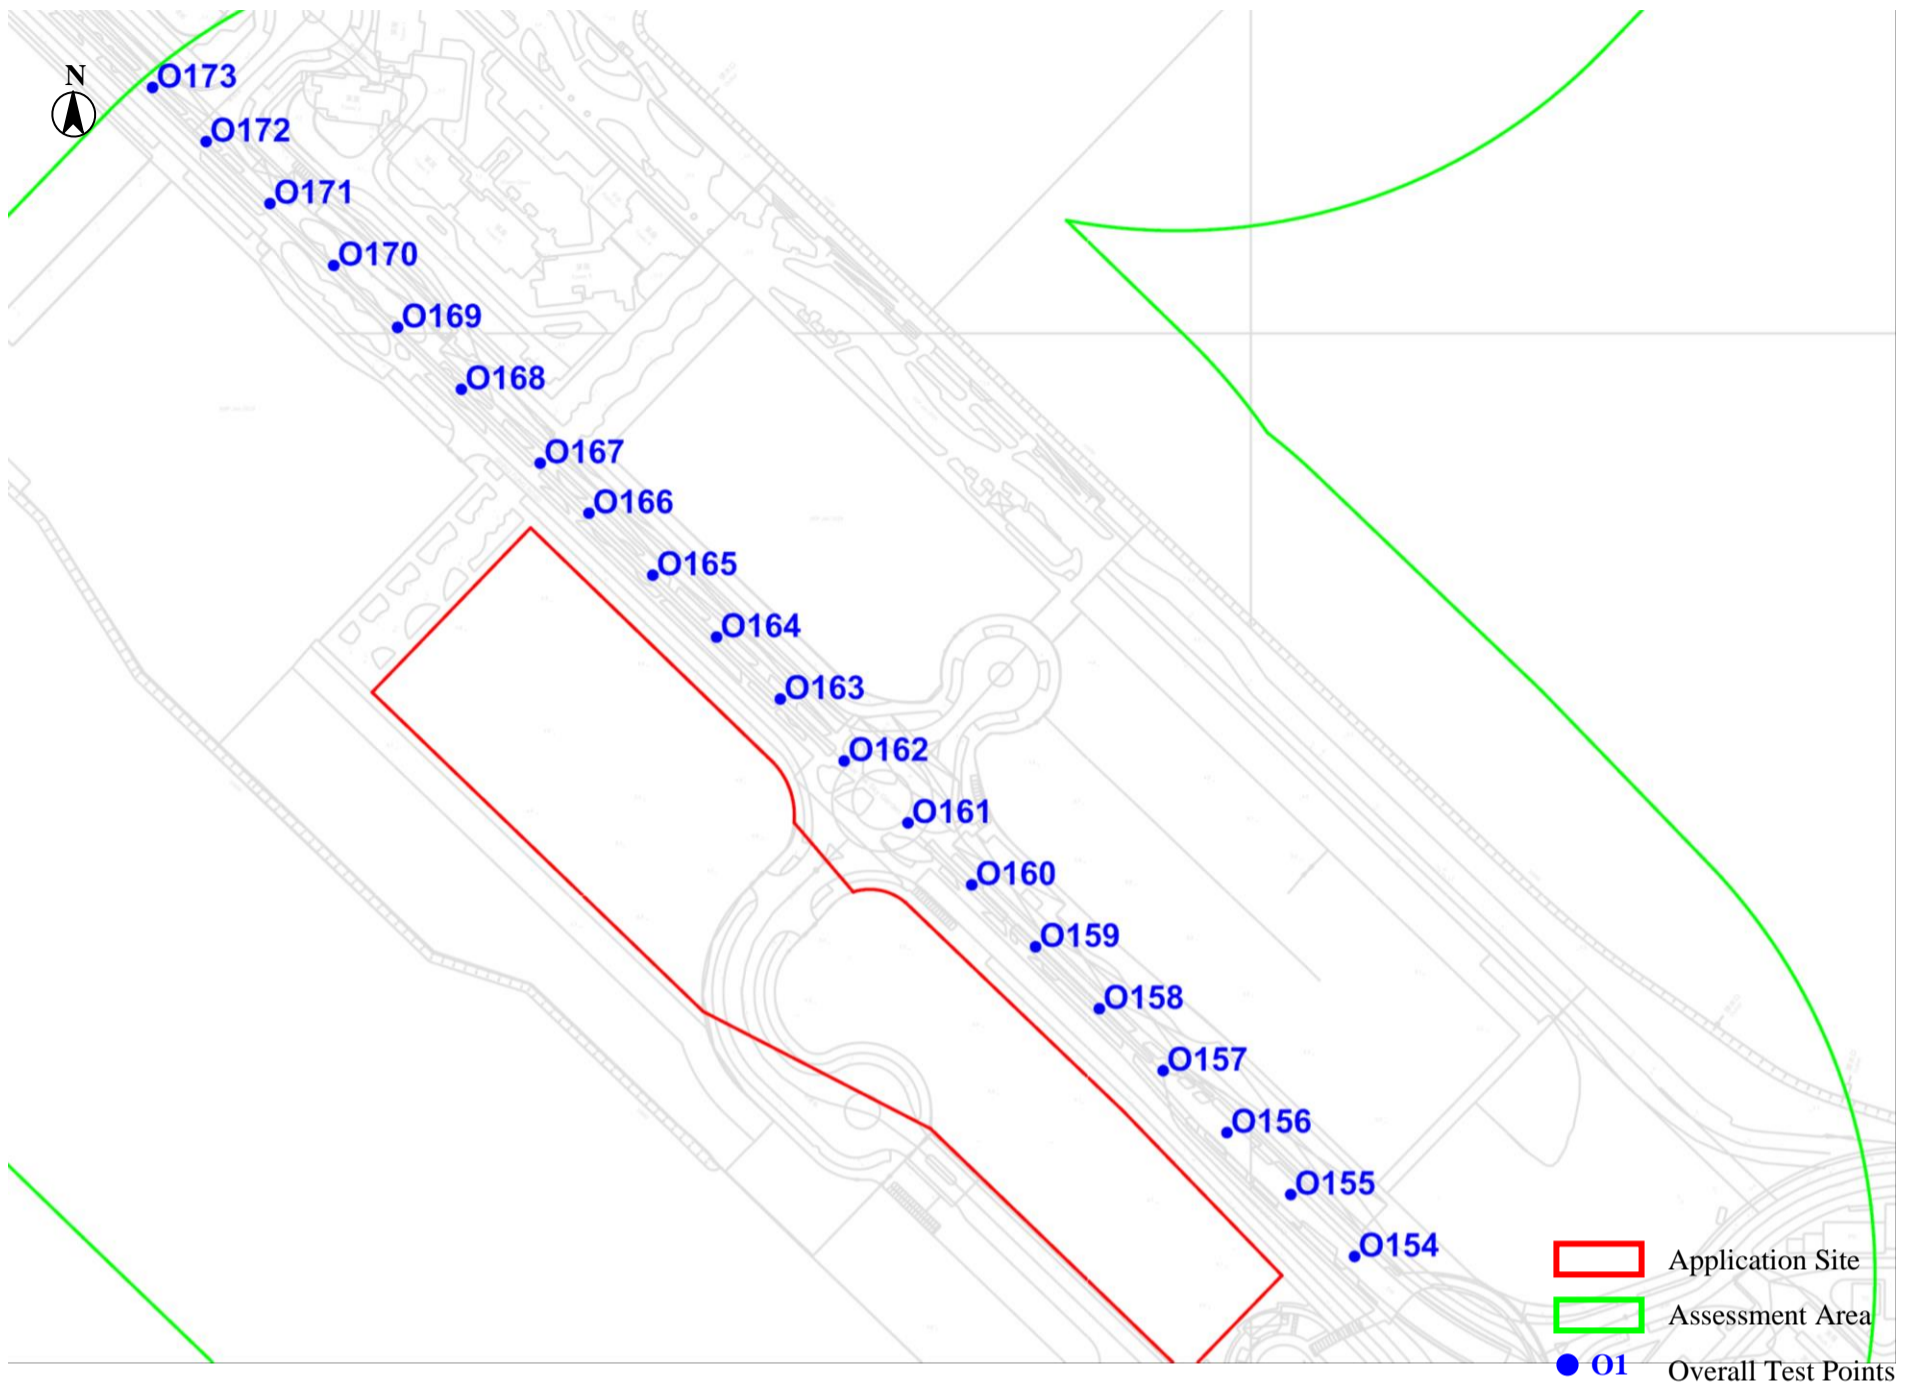 O173
N
O172
O171
O170
O169
O168
O167
O166
O165
O164
O163
O162
O161
O160
O159
O158
O157
O156
O155
O154
Application Site
Assessment Area
O1 Overall Test Points